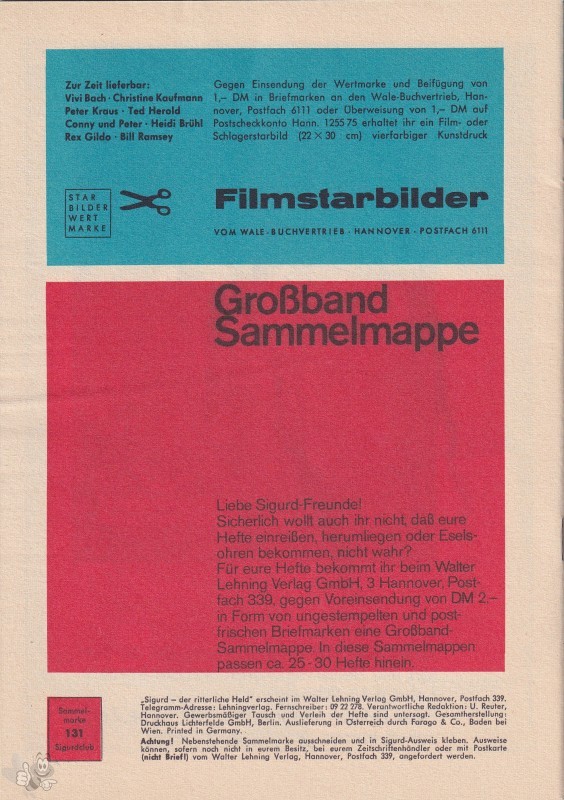 Zur Zeit lieferbar:
Vivi Bach · Christine Kaufmann
Peter Kraus · Ted Herold
Conny und Peter · Heidi Brühl
Rex Gildo · Bill Ramsey
Gegen Einsendung der Wertmarke und Beifügung von
1,– DM in Briefmarken an den Wale-Buchvertrieb, Han-
nover, Postfach 6111 oder Überweisung von 1,– DM auf
Postscheckkonto Hann. 1255 75 erhaltet ihr ein Film- oder
Schlagerstarbild (22 × 30 cm) vierfarbiger Kunstdruck
STAR
BILDER
WERT
MARKE
Filmstarbilder
VOM WALE-BUCHVERTRIEB · HANNOVER · POSTFACH 6111
Großband
Sammelmappe
Liebe Sigurd-Freunde!
Sicherlich wollt auch ihr nicht, daß eure
Hefte einreißen, herumliegen oder Esels-
ohren bekommen, nicht wahr?
Für eure Hefte bekommt ihr beim Walter
Lehning Verlag GmbH, 3 Hannover, Post-
fach 339, gegen Voreinsendung von DM 2,–
in Form von ungestempelten und post-
frischen Briefmarken eine Großband-
Sammelmappe. In diese Sammelmappen
passen ca. 25-30 Hefte hinein.
Sammel-
marke
131
Sigurdclub
„Sigurd – der ritterliche Held" erscheint im Walter Lehning Verlag GmbH, Hannover, Postfach 339.
Telegramm-Adresse: Lehningverlag. Fernschreiber: 09 22 278. Verantwortliche Redaktion: U. Reuter,
Hannover. Gewerbsmäßiger Tausch und Verleih der Hefte sind untersagt. Gesamtherstellung:
Druckhaus Lichterfelde GmbH, Berlin. Auslieferung in Österreich durch Farago & Co., Baden bei
Wien. Printed in Germany.
Achtung! Nebenstehende Sammelmarke ausschneiden und in Sigurd-Ausweis kleben. Ausweise
können, sofern noch nicht in eurem Besitz, bei eurem Zeitschriftenhändler oder mit Postkarte
(nicht Brief!) vom Walter Lehning Verlag, Hannover, Postfach 339, angefordert werden.